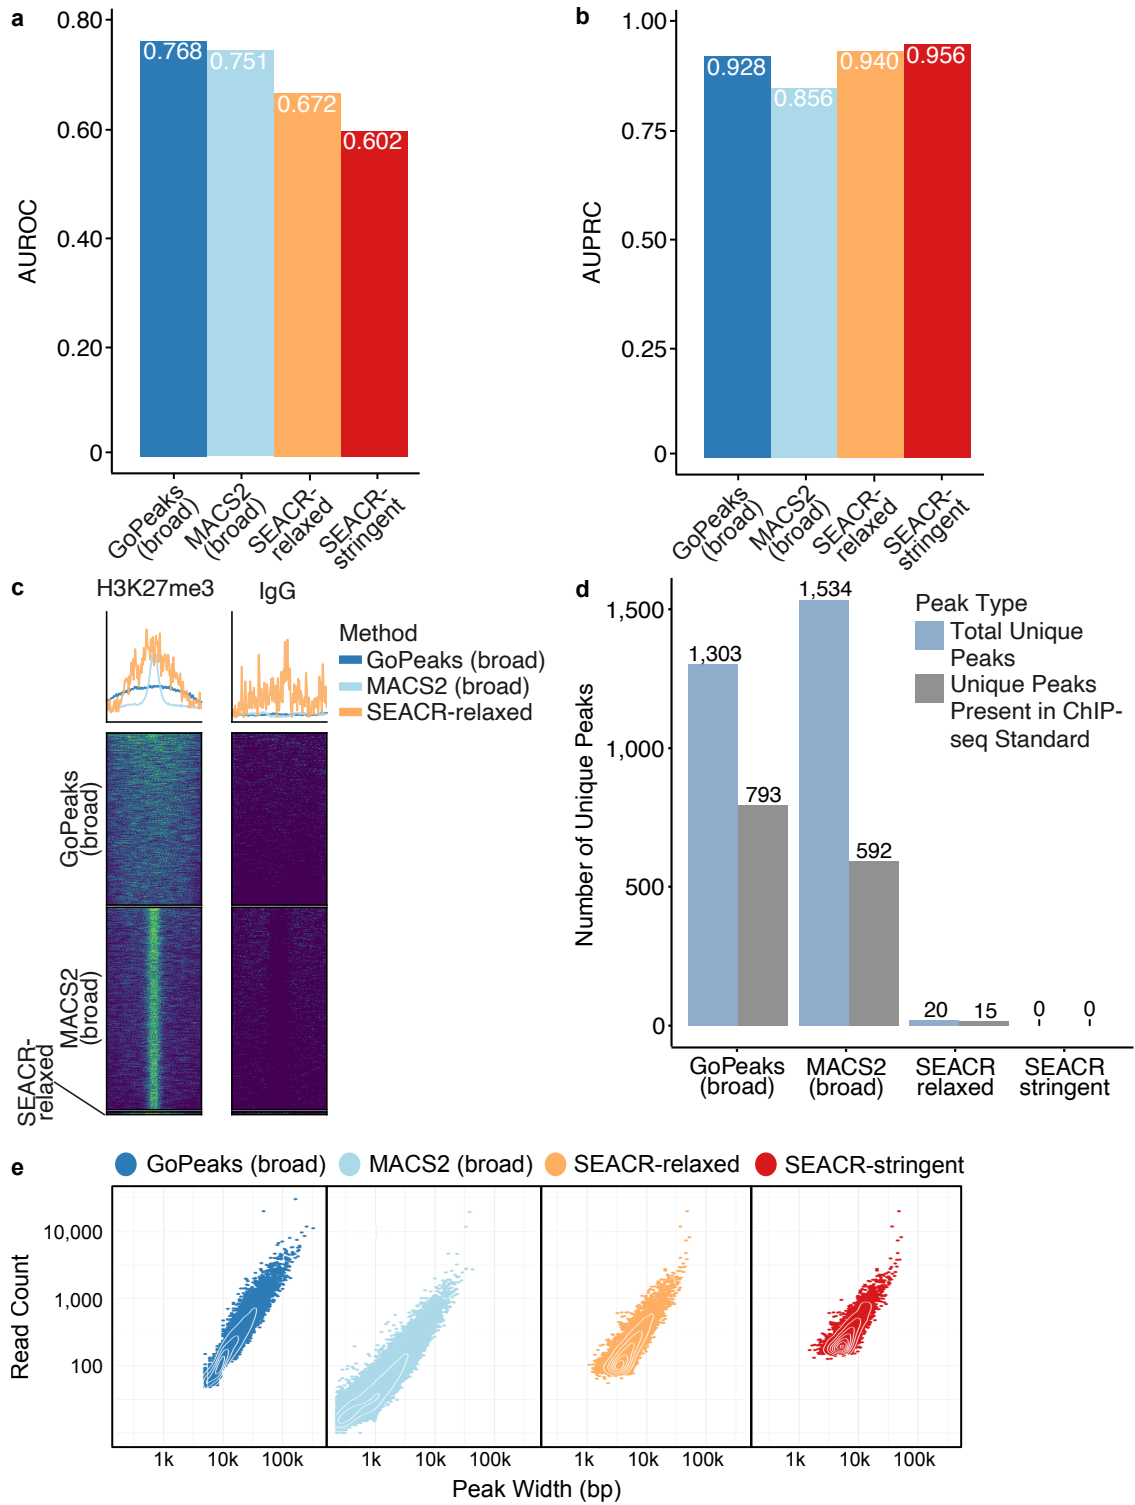 a
0.80
0.60
0.40
0.20
0
AUROC
0.768
0.751
0.672
0.602
GoPeaks
(broad)
MACS2
(broad)
SEACR-
relaxed
SEACR-
stringent
b
1.00
0.75
0.50
0.25
0
AUPRC
0.928
0.856
0.940
0.956
GoPeaks
(broad)
MACS2
(broad)
SEACR-
relaxed
SEACR-
stringent
c
H3K27me3
IgG
Method
GoPeaks (broad)
MACS2 (broad)
SEACR-relaxed
GoPeaks
(broad)
MACS2
(broad)
SEACR-
relaxed
d
1,500
1,000
500
0
Number of Unique Peaks
1,303
793
1,534
592
20
15
0
0
Peak Type
Total Unique
Peaks
Unique Peaks
Present in ChIP-
seq Standard
GoPeaks
(broad)
MACS2
(broad)
SEACR
relaxed
SEACR
stringent
e
GoPeaks (broad)
MACS2 (broad)
SEACR-relaxed
SEACR-stringent
10,000
1,000
100
Read Count
1k
10k
100k
1k
10k
100k
1k
10k
100k
1k
10k
100k
Peak Width (bp)